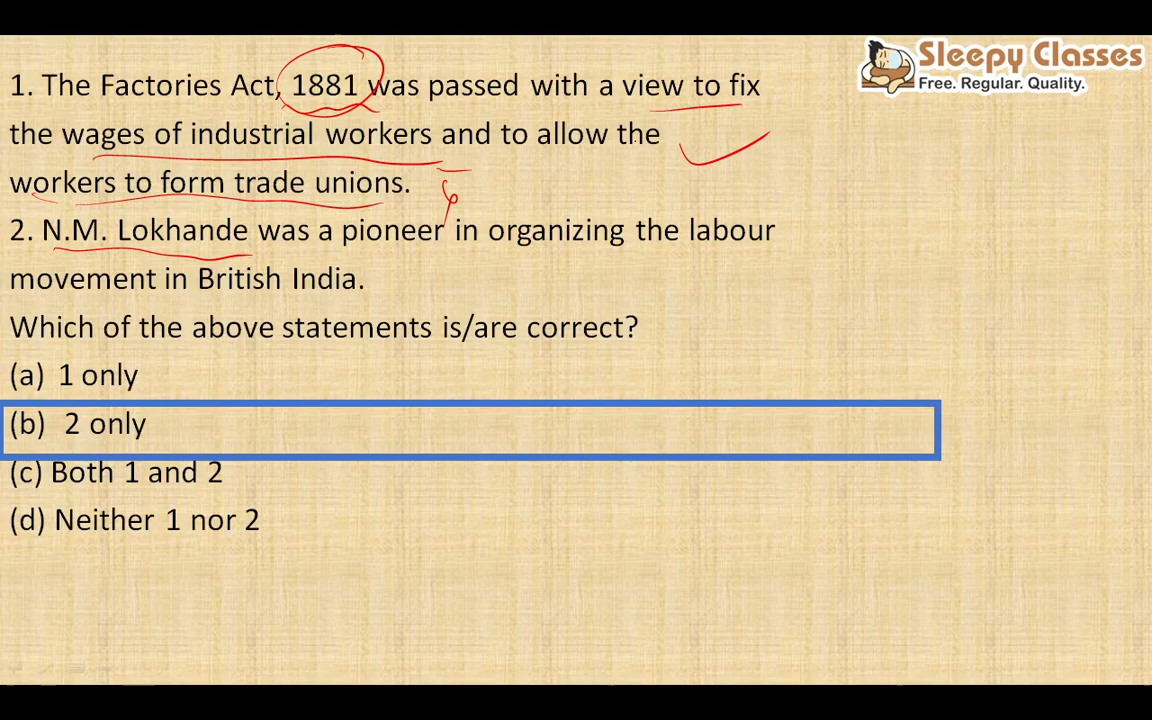 Sleepy Classes
Free. Regular. Quality.
1. The Factories Act, 1881 was passed with a view to fix
the wages of industrial workers and to allow the
workers to form trade unions.
2. N.M. Lokhande was a pioneer in organizing the labour
movement in British India.
Which of the above statements is/are correct?
(a) 1 only
(b) 2 only
(c) Both 1 and 2
(d) Neither 1 nor 2